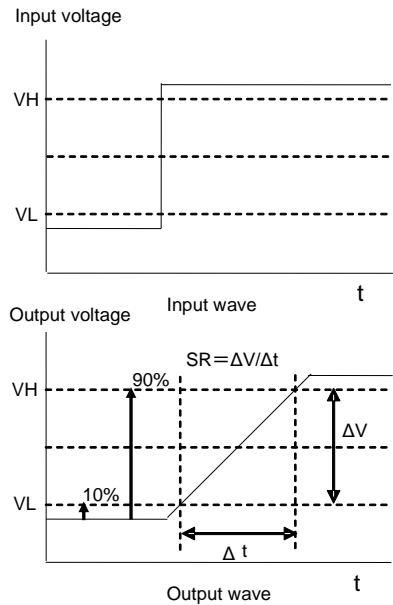 Input voltage
VH
VL
t
Input wave
Output voltage
SR=ΔV/Δt
90%
VH
ΔV
10%
VL
Δ t
t
Output wave